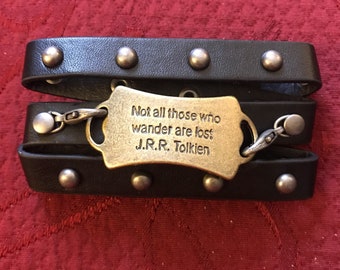 Not all those who
wander are lost
J.R.R. Tolkien